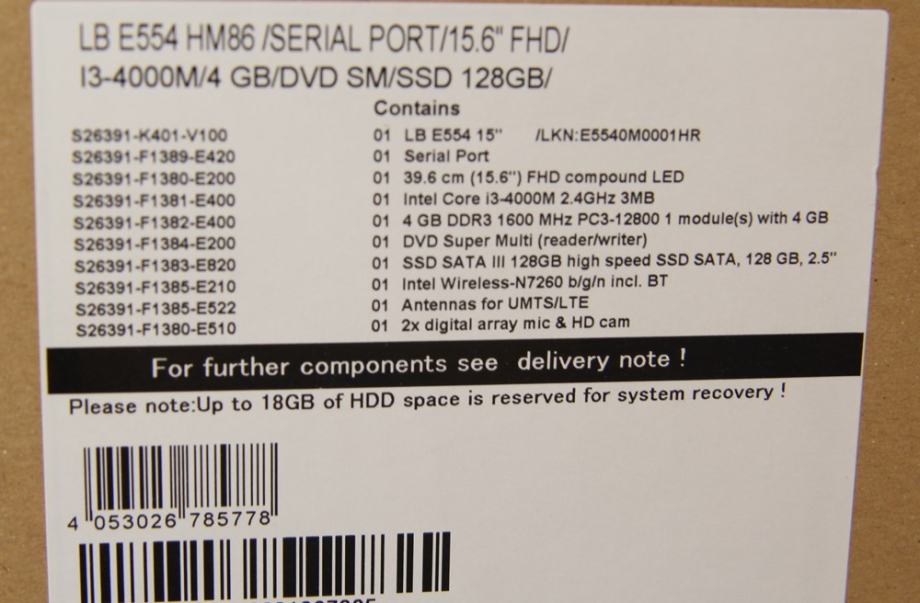 LB E554 HM86 /SERIAL PORT/15.6" FHD/
I3-4000M/4 GB/DVD SM/SSD 128GB/
Contains
S26391-K401-V100 01 LB E554 15" /LKN:E5540M0001HR
S26391-F1389-E420 01 Serial Port
S26391-F1380-E200 01 39.6 cm (15.6") FHD compound LED
S26391-F1381-E400 01 Intel Core i3-4000M 2.4GHz 3MB
S26391-F1382-E400 01 4 GB DDR3 1600 MHz PC3-12800 1 module(s) with 4 GB
S26391-F1384-E200 01 DVD Super Multi (reader/writer)
S26391-F1383-E820 01 SSD SATA III 128GB high speed SSD SATA, 128 GB, 2.5"
S26391-F1385-E210 01 Intel Wireless-N7260 b/g/n incl. BT
S26391-F1385-E522 01 Antennas for UMTS/LTE
S26391-F1380-E510 01 2x digital array mic & HD cam
For further components see delivery note !
Please note:Up to 18GB of HDD space is reserved for system recovery !
4 053026 785778